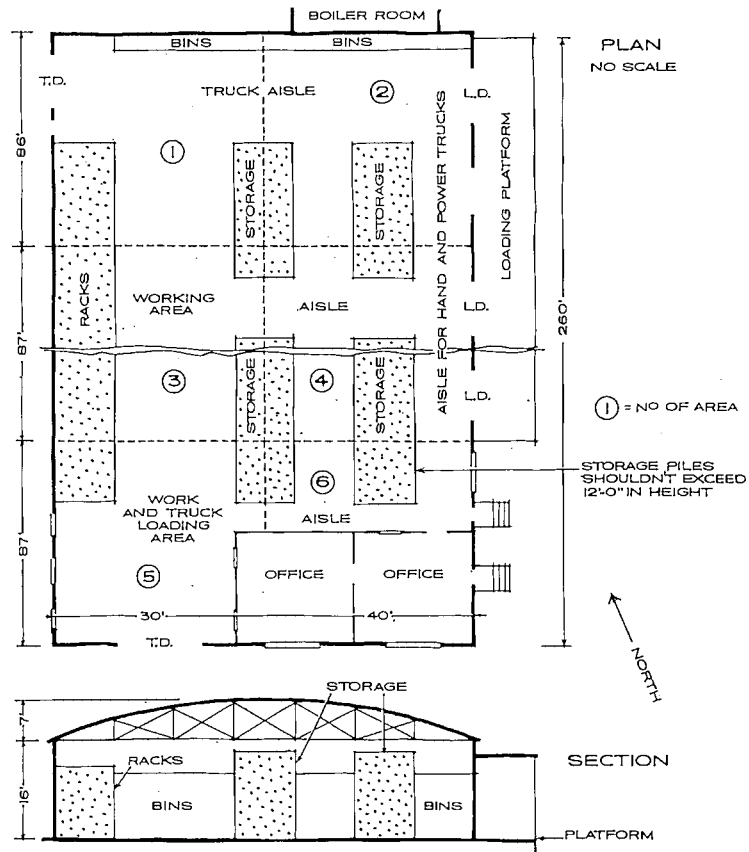 BOILER ROOM
BINS
BINS
PLAN
NO SCALE
T.D.
TRUCK AISLE
②
L.D.
①
86'
STORAGE
STORAGE
AISLE FOR HAND AND POWER TRUCKS
LOADING PLATFORM
RACKS
WORKING
AREA
AISLE
L.D.
260'
87'
③
STORAGE
④
STORAGE
L.D.
① = NO OF AREA
⑥
STORAGE PILES
SHOULDN'T EXCEED
12'-0" IN HEIGHT
WORK
AND TRUCK
LOADING
AREA
AISLE
87'
⑤
OFFICE
OFFICE
30'
40'
T.D.
NORTH
STORAGE
7'
SECTION
RACKS
16'
BINS
BINS
PLATFORM